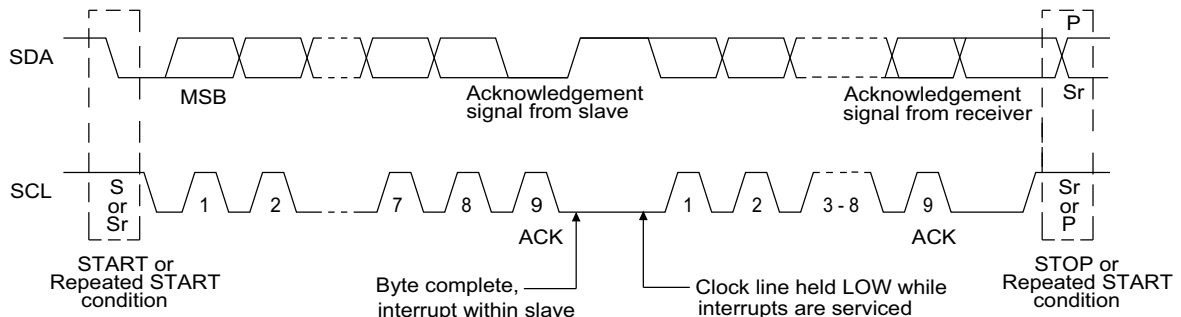 P
SDA
MSB
Acknowledgement
signal from slave
Acknowledgement
signal from receiver
Sr
SCL
S
or
Sr
1
2
7
8
9
1
2
3 - 8
9
Sr
or
P
ACK
ACK
START or
Repeated START
condition
Byte complete,
interrupt within slave
Clock line held LOW while
interrupts are serviced
STOP or
Repeated START
condition